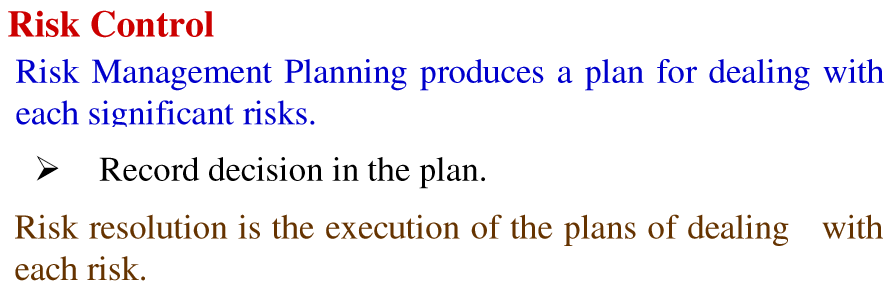 Risk Control
Risk Management Planning produces a plan for dealing with
each significant risks.
➢ Record decision in the plan.
Risk resolution is the execution of the plans of dealing with
each risk.